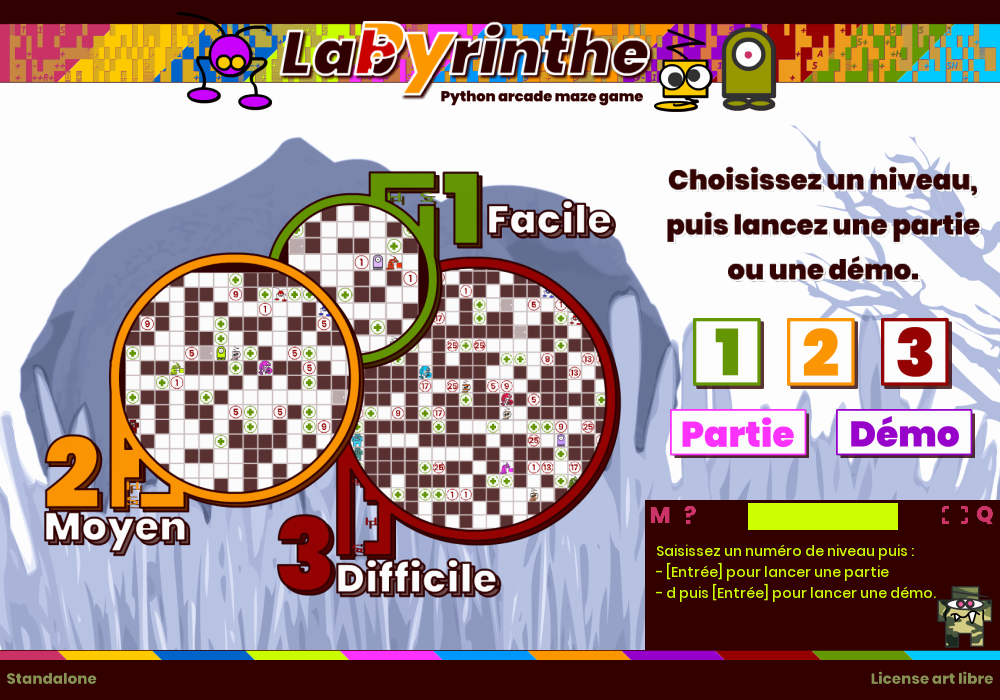 Labyrinthe
Python arcade maze game
Choisissez un niveau,
puis lancez une partie
ou une démo.
1 Facile
2
Moyen
3 Difficile
1 2 3
Partie Démo
M ? Q
Saisissez un numéro de niveau puis :
- [Entrée] pour lancer une partie
- d puis [Entrée] pour lancer une démo.
Standalone
License art libre